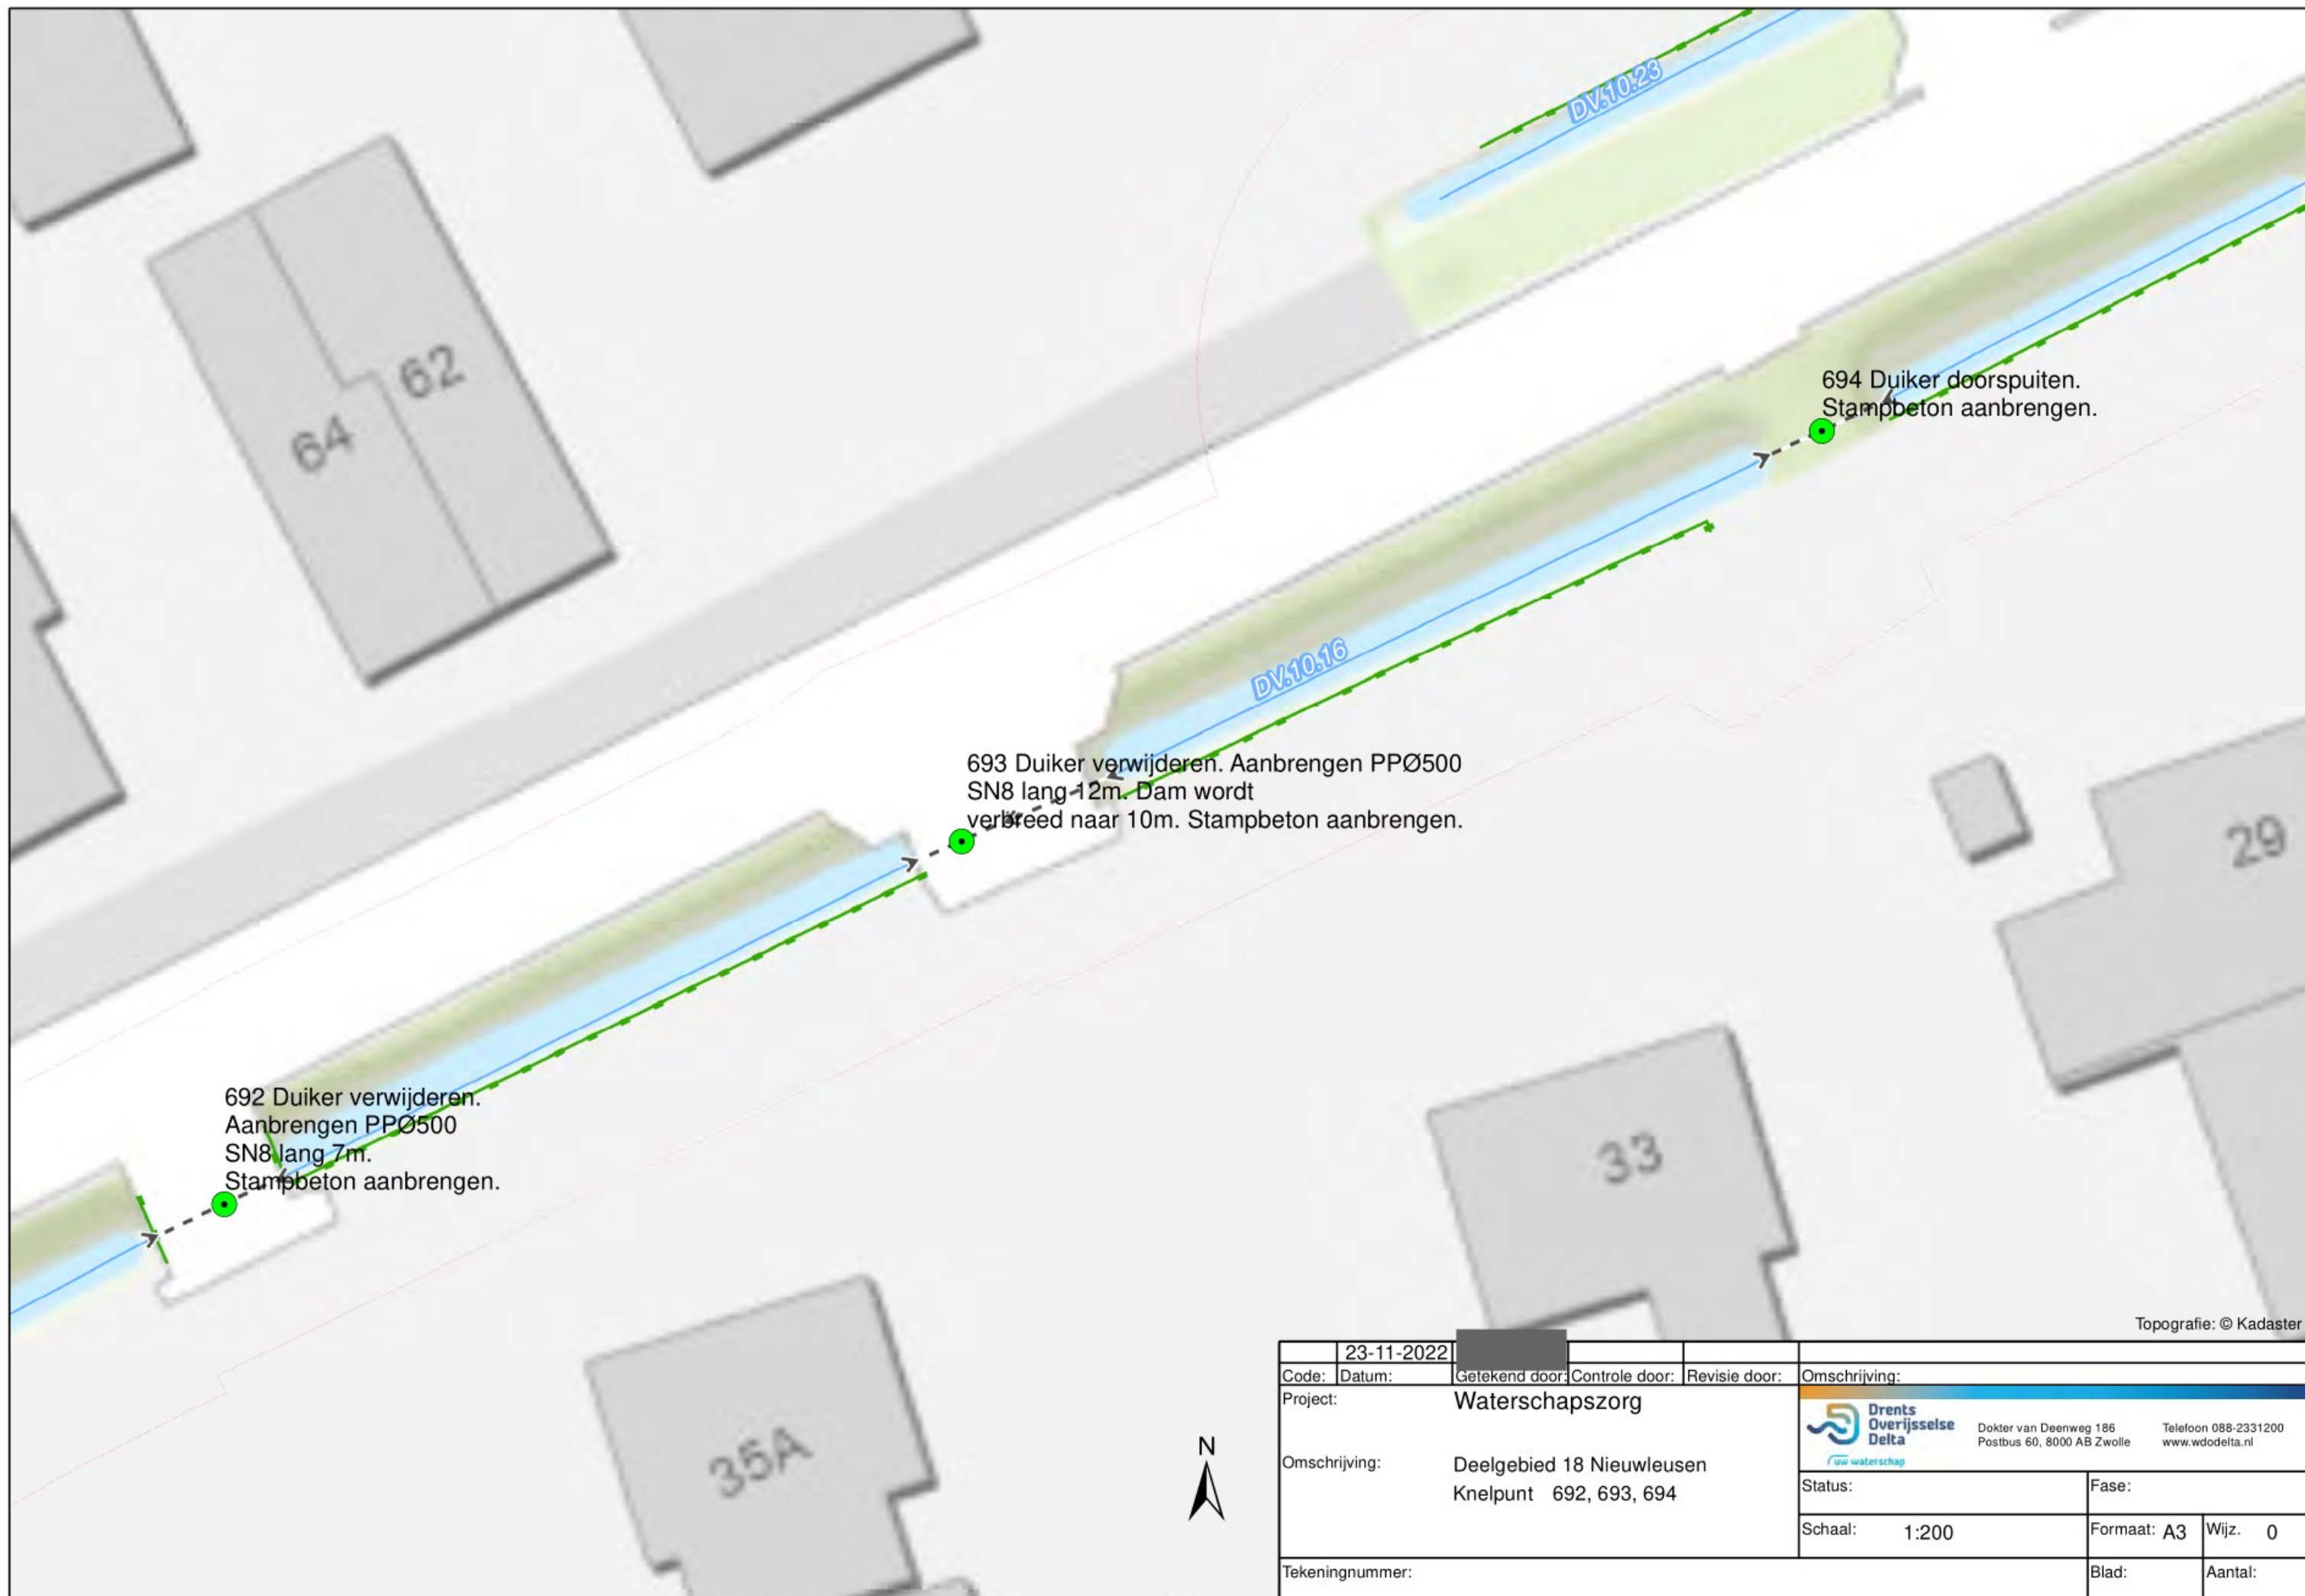 DV.10.23
62
64
694 Duiker doorspuiten.
Stampbeton aanbrengen.
DV.10.16
693 Duiker verwijderen. Aanbrengen PPØ500
SN8 lang 12m. Dam wordt
verbreed naar 10m. Stampbeton aanbrengen.
29
692 Duiker verwijderen.
Aanbrengen PPØ500
SN8 lang 7m.
Stampbeton aanbrengen.
33
35A
N
Topografie: © Kadaster
23-11-2022
Code: Datum: Getekend door: Controle door: Revisie door: Omschrijving:
Project: Waterschapszorg
Omschrijving: Deelgebied 18 Nieuwleusen
Knelpunt 692, 693, 694
Drents
Overijsselse
Delta
uw waterschap
Dokter van Deenweg 186
Postbus 60, 8000 AB Zwolle
Telefoon 088-2331200
www.wdodelta.nl
Status: Fase:
Schaal: 1:200 Formaat: A3 Wijz. 0
Tekeningnummer: Blad: Aantal: